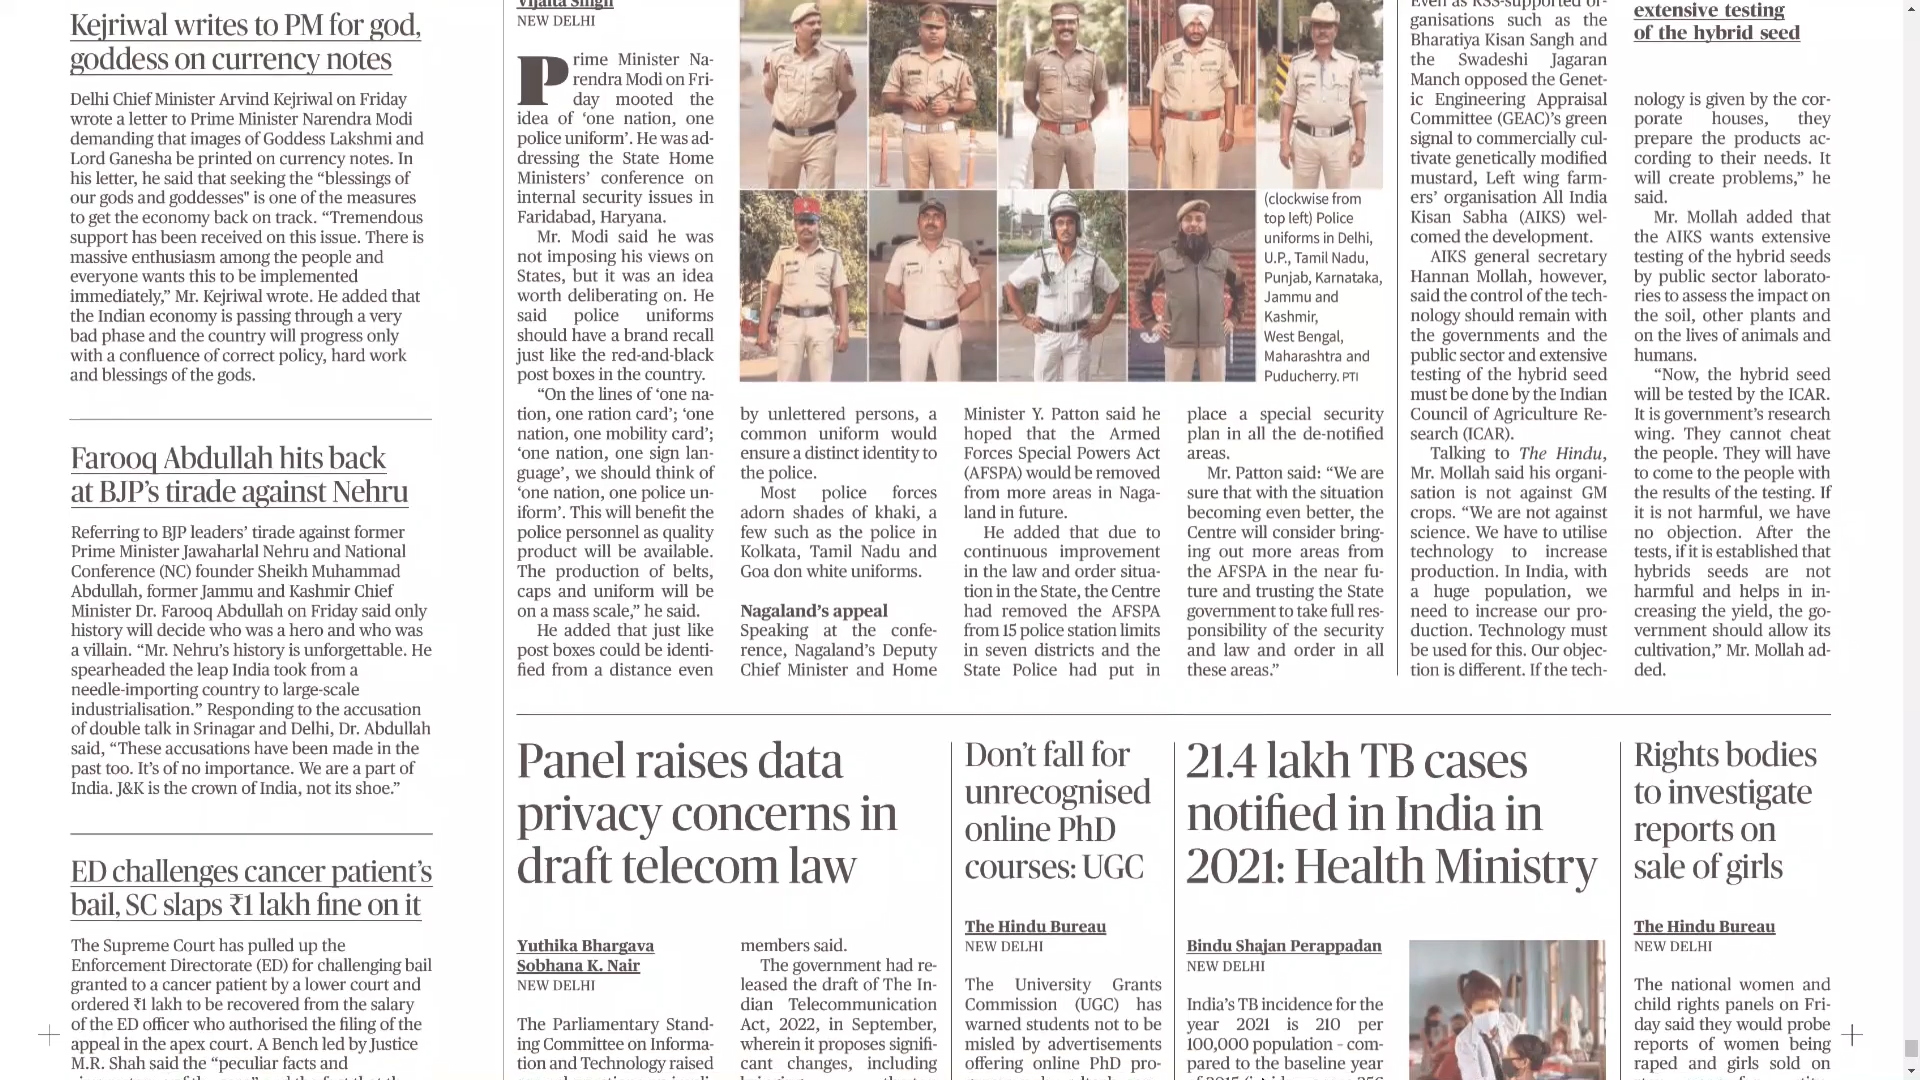 Kejriwal writes to PM for god,
goddess on currency notes
Delhi Chief Minister Arvind Kejriwal on Friday
wrote a letter to Prime Minister Narendra Modi
demanding that images of Goddess Lakshmi and
Lord Ganesha be printed on currency notes. In
his letter, he said that seeking the “blessings of
our gods and goddesses" is one of the measures
to get the economy back on track. “Tremendous
support has been received on this issue. There is
massive enthusiasm among the people and
everyone wants this to be implemented
immediately,” Mr. Kejriwal wrote. He added that
the Indian economy is passing through a very
bad phase and the country will progress only
with a confluence of correct policy, hard work
and blessings of the gods.
Farooq Abdullah hits back
at BJP’s tirade against Nehru
Referring to BJP leaders’ tirade against former
Prime Minister Jawaharlal Nehru and National
Conference (NC) founder Sheikh Muhammad
Abdullah, former Jammu and Kashmir Chief
Minister Dr. Farooq Abdullah on Friday said only
history will decide who was a hero and who was
a villain. “Mr. Nehru’s history is unforgettable. He
spearheaded the leap India took from a
needle-importing country to large-scale
industrialisation.” Responding to the accusation
of double talk in Srinagar and Delhi, Dr. Abdullah
said, “These accusations have been made in the
past too. It’s of no importance. We are a part of
India. J&K is the crown of India, not its shoe.”
ED challenges cancer patient’s
bail, SC slaps ₹1 lakh fine on it
The Supreme Court has pulled up the
Enforcement Directorate (ED) for challenging bail
granted to a cancer patient by a lower court and
ordered ₹1 lakh to be recovered from the salary
of the ED officer who authorised the filing of the
appeal in the apex court. A Bench led by Justice
M.R. Shah said the “peculiar facts and
Vijaita Singh
NEW DELHI
Prime Minister Na-
rendra Modi on Fri-
day mooted the
idea of ‘one nation, one
police uniform’. He was ad-
dressing the State Home
Ministers’ conference on
internal security issues in
Faridabad, Haryana.
Mr. Modi said he was
not imposing his views on
States, but it was an idea
worth deliberating on. He
said police uniforms
should have a brand recall
just like the red-and-black
post boxes in the country.
“On the lines of ‘one na-
tion, one ration card’; ‘one
nation, one mobility card’;
‘one nation, one sign lan-
guage’, we should think of
‘one nation, one police un-
iform’. This will benefit the
police personnel as quality
product will be available.
The production of belts,
caps and uniform will be
on a mass scale,” he said.
He added that just like
post boxes could be identi-
fied from a distance even
(clockwise from
top left) Police
uniforms in Delhi,
U.P., Tamil Nadu,
Punjab, Karnataka,
Jammu and
Kashmir,
West Bengal,
Maharashtra and
Puducherry. PTI
by unlettered persons, a
common uniform would
ensure a distinct identity to
the police.
Most police forces
adorn shades of khaki, a
few such as the police in
Kolkata, Tamil Nadu and
Goa don white uniforms.
Nagaland’s appeal
Speaking at the confe-
rence, Nagaland’s Deputy
Chief Minister and Home
Minister Y. Patton said he
hoped that the Armed
Forces Special Powers Act
(AFSPA) would be removed
from more areas in Naga-
land in future.
He added that due to
continuous improvement
in the law and order situa-
tion in the State, the Centre
had removed the AFSPA
from 15 police station limits
in seven districts and the
State Police had put in
place a special security
plan in all the de-notified
areas.
Mr. Patton said: “We are
sure that with the situation
becoming even better, the
Centre will consider bring-
ing out more areas from
the AFSPA in the near fu-
ture and trusting the State
government to take full res-
ponsibility of the security
and law and order in all
these areas.”
Even as RSS-supported or-
ganisations such as the
Bharatiya Kisan Sangh and
the Swadeshi Jagaran
Manch opposed the Genet-
ic Engineering Appraisal
Committee (GEAC)’s green
signal to commercially cul-
tivate genetically modified
mustard, Left wing farm-
ers’ organisation All India
Kisan Sabha (AIKS) wel-
comed the development.
AIKS general secretary
Hannan Mollah, however,
said the control of the tech-
nology should remain with
the governments and the
public sector and extensive
testing of the hybrid seed
must be done by the Indian
Council of Agriculture Re-
search (ICAR).
Talking to The Hindu,
Mr. Mollah said his organi-
sation is not against GM
crops. “We are not against
science. We have to utilise
technology to increase
production. In India, with
a huge population, we
need to increase our pro-
duction. Technology must
be used for this. Our objec-
tion is different. If the tech-
extensive testing
of the hybrid seed
nology is given by the cor-
porate houses, they
prepare the products ac-
cording to their needs. It
will create problems,” he
said.
Mr. Mollah added that
the AIKS wants extensive
testing of the hybrid seeds
by public sector laborato-
ries to assess the impact on
the soil, other plants and
on the lives of animals and
humans.
“Now, the hybrid seed
will be tested by the ICAR.
It is government’s research
wing. They cannot cheat
the people. They will have
to come to the people with
the results of the testing. If
it is not harmful, we have
no objection. After the
tests, if it is established that
hybrids seeds are not
harmful and helps in in-
creasing the yield, the go-
vernment should allow its
cultivation,” Mr. Mollah ad-
ded.
Panel raises data
privacy concerns in
draft telecom law
Yuthika Bhargava
Sobhana K. Nair
NEW DELHI
The Parliamentary Stand-
ing Committee on Informa-
tion and Technology raised
members said.
The government had re-
leased the draft of The In-
dian Telecommunication
Act, 2022, in September,
wherein it proposes signifi-
cant changes, including
Don’t fall for
unrecognised
online PhD
courses: UGC
The Hindu Bureau
NEW DELHI
The University Grants
Commission (UGC) has
warned students not to be
misled by advertisements
offering online PhD pro-
21.4 lakh TB cases
notified in India in
2021: Health Ministry
Bindu Shajan Perappadan
NEW DELHI
India’s TB incidence for the
year 2021 is 210 per
100,000 population – com-
pared to the baseline year
Rights bodies
to investigate
reports on
sale of girls
The Hindu Bureau
NEW DELHI
The national women and
child rights panels on Fri-
day said they would probe
reports of women being
raped and girls sold on